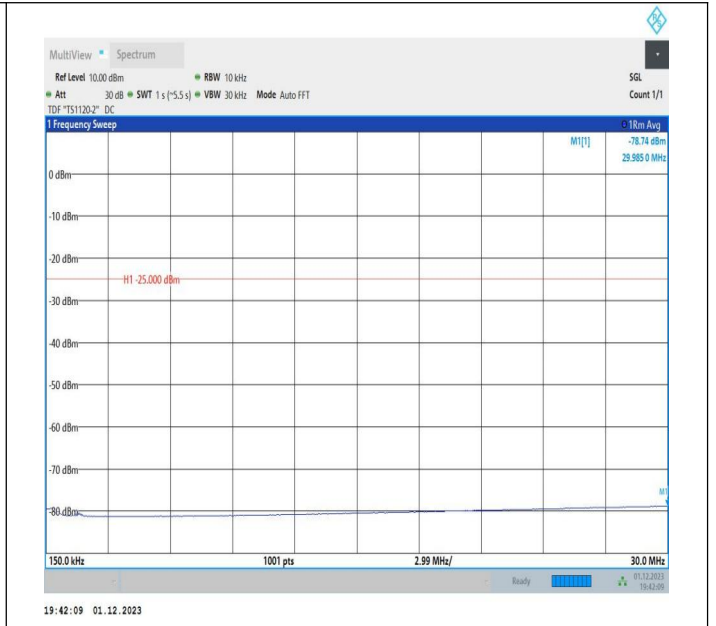 MultiView Spectrum
Ref Level 10.00 dBm RBW 10 kHz SGL
Att 30 dB SWT 1 s (~5.5 s) VBW 30 kHz Mode Auto FFT Count 1/1
TDF "TS1120-2" DC
1 Frequency Sweep 1Rm Avg
M1[1] -78.74 dBm
29.985 0 MHz
0 dBm
-10 dBm
-20 dBm
H1 -25.000 dBm
-30 dBm
-40 dBm
-50 dBm
-60 dBm
-70 dBm
M1
-80 dBm
150.0 kHz 1001 pts 2.99 MHz/ 30.0 MHz
Ready 01.12.2023
19:42:09
19:42:09 01.12.2023